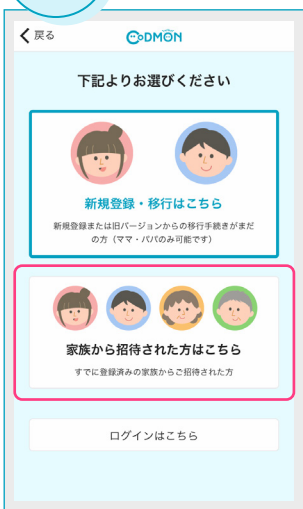 戻る
CODMON
下記よりお選びください
新規登録・移行はこちら
新規登録または旧バージョンからの移行手続きがまだ
の方（ママ・パパのみ可能です）
家族から招待された方はこちら
すでに登録済みの家族からご招待された方
ログインはこちら